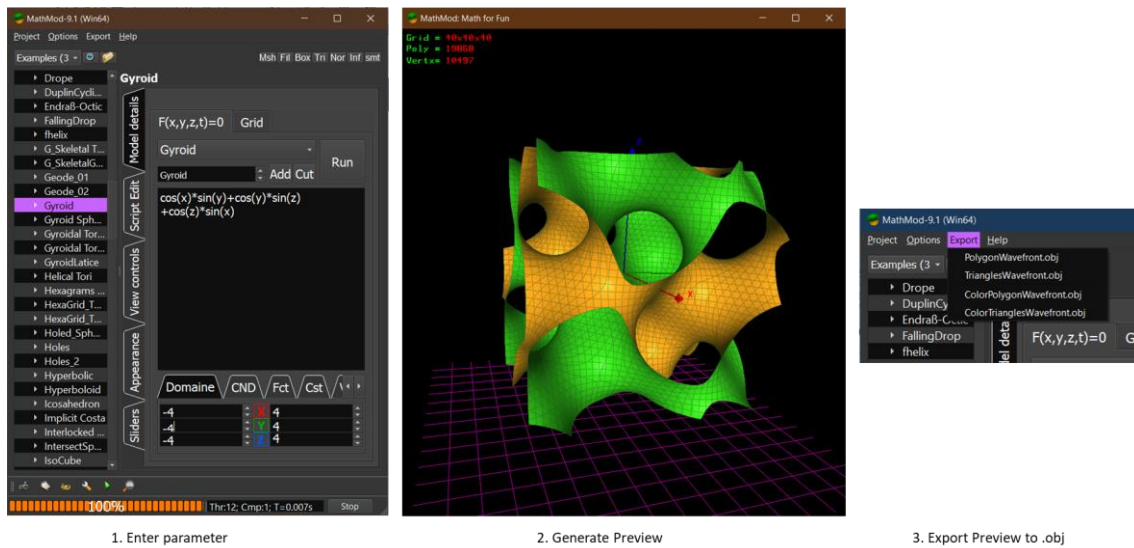 MathMod-9.1 (Win64)
Project Options Export Help
Examples (3
Msh Fil Box Tri Nor Inf smt
Drope
DuplinCycli...
Endraß-Octic
FallingDrop
fhelix
G_Skeletal T...
G_SkeletalG...
Geode_01
Geode_02
Gyroid
Gyroid Sph...
Gyroidal Tor...
Gyroidal Tor...
GyroidLatice
Helical Tori
Hexagrams ...
HexaGrid_T...
HexaGrid_T...
Holed_Sph...
Holes
Holes_2
Hyperbolic
Hyperboloid
Icosahedron
Implicit Costa
Interlocked ...
IntersectSp...
IsoCube
Gyroid
Model details
Script Edit
View controls
Appearance
Sliders
F(x,y,z,t)=0 Grid
Gyroid
Run
Gyroid
Add Cut
cos(x)*sin(y)+cos(y)*sin(z)
+cos(z)*sin(x)
Domaine CND Fct Cst
-4 X 4
-4 Y 4
-4 Z 4
100% Thr:12; Cmp:1; T=0.007s Stop
1. Enter parameter
MathMod: Math for Fun
Grid = 40x40x40
Poly = 19860
Vertx= 10497
Z
X
2. Generate Preview
MathMod-9.1 (Win64)
Project Options Export Help
Examples (3
PolygonWavefront.obj
TrianglesWavefront.obj
ColorPolygonWavefront.obj
ColorTrianglesWavefront.obj
Drope
DuplinCy
Endraß-Octic
FallingDrop
fhelix
F(x,y,z,t)=0 G
3. Export Preview to .obj